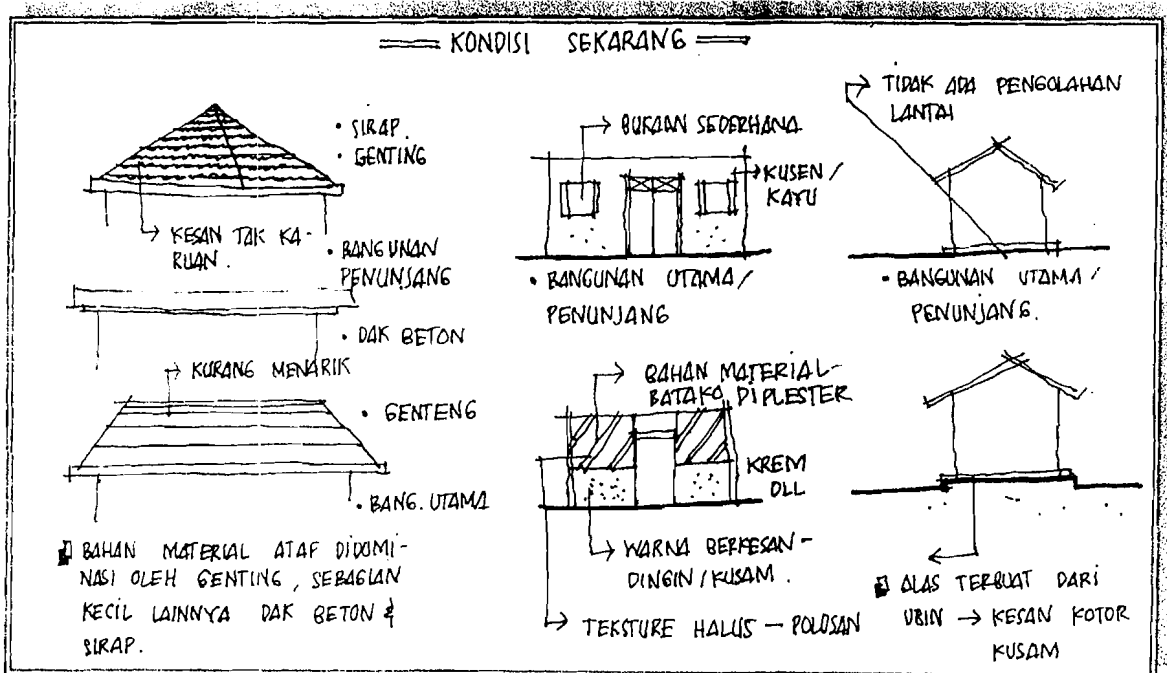 KONDISI SEKARANG
• SIRAP.
• GENTING
KESAN TAK KA-
RUAN.
• BANGUNAN
PENUNJANG
• DAK BETON
KURANG MENARIK
• GENTENG
• BANG. UTAMA
BAHAN MATERIAL ATAF DIDOMI-
NASI OLEH GENTING, SEBAGIAN
KECIL LAINNYA DAK BETON &
SIRAP.
BUKAAN SEDERHANA
KUSEN/
KAYU
• BANGUNAN UTAMA/
PENUNJANG
BAHAN MATERIAL-
BATAKO DIPLESTER
KREM
DLL
WARNA BERKESAN-
DINGIN/KUSAM.
TEKSTURE HALUS — POLOSAN
TIDAK ADA PENGOLAHAN
LANTAI
• BANGUNAN UTAMA/
PENUNJANG.
ALAS TERBUAT DARI
UBIN → KESAN KOTOR
KUSAM